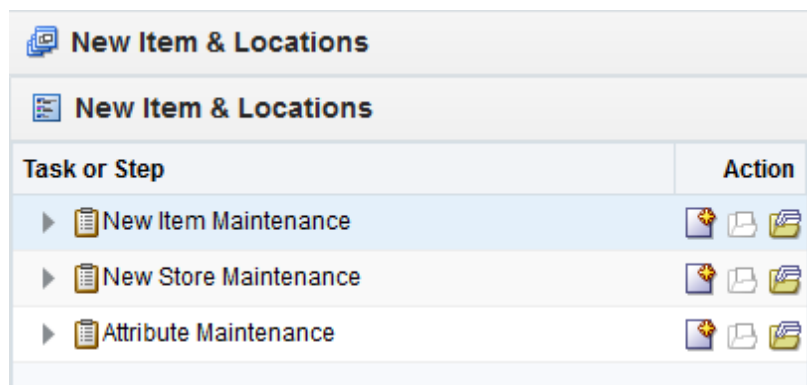 New Item & Locations
New Item & Locations
Task or Step Action
New Item Maintenance
New Store Maintenance
Attribute Maintenance